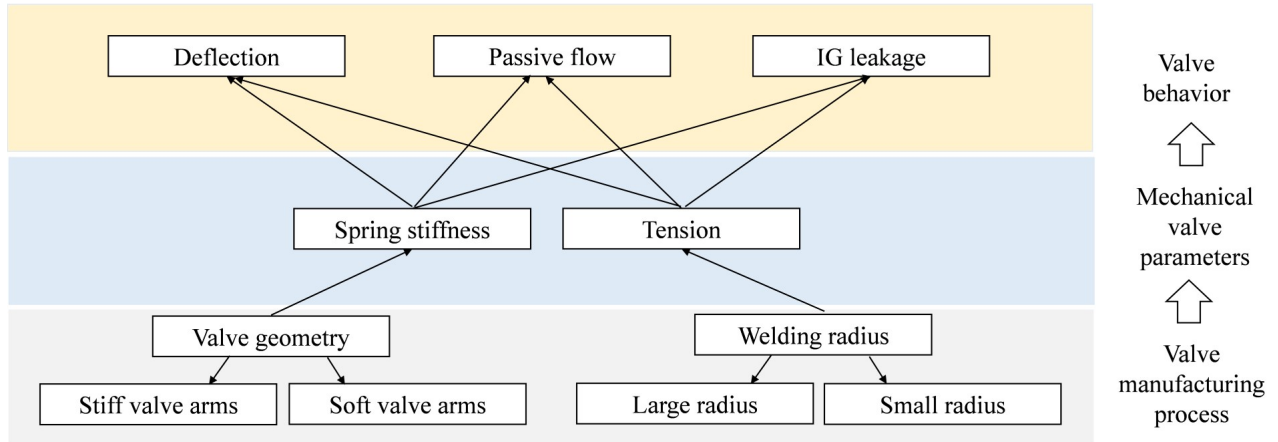 Deflection
Passive flow
IG leakage
Valve
behavior
Spring stiffness
Tension
Mechanical
valve
parameters
Valve geometry
Welding radius
Stiff valve arms
Soft valve arms
Large radius
Small radius
Valve
manufacturing
process